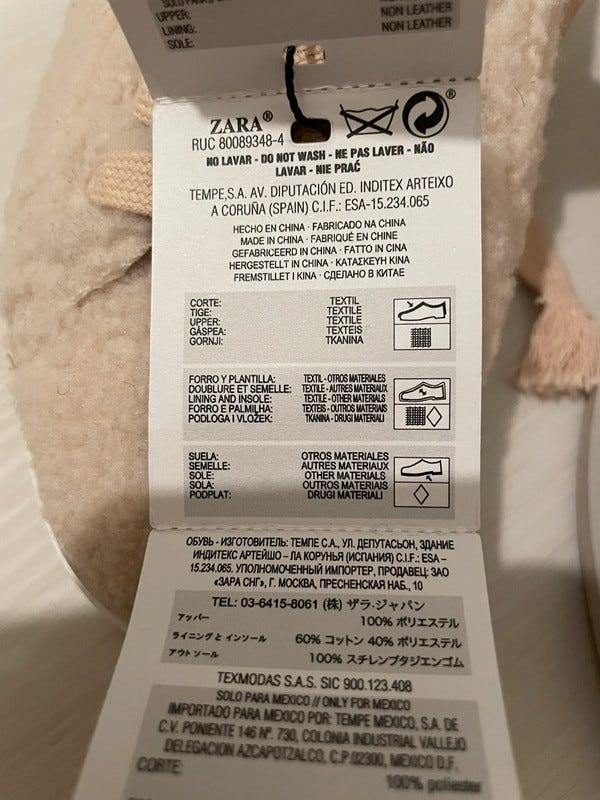 UPPER: NON LEATHER
LINING: NON LEATHER
SOLE:
ZARA® ®
RUC 80089348-4
NO LAVAR - DO NOT WASH - NE PAS LAVER - NÃO
LAVAR - NIE PRAĆ
TEMPE,S.A. AV. DIPUTACIÓN ED. INDITEX ARTEIXO
A CORUÑA (SPAIN) C.I.F.: ESA-15.234.065
HECHO EN CHINA · FABRICADO NA CHINA
MADE IN CHINA · FABRIQUÉ EN CHINE
GEFABRICEERD IN CHINA · FATTO IN CINA
HERGESTELLT IN CHINA · ΚΑΤΑΣΚΕΥΗ ΚΙΝΑ
FREMSTILLET I KINA · СДЕЛАНО В КИТАЕ
CORTE: TEXTIL
TIGE: TEXTILE
UPPER: TEXTILE
GÁSPEA: TEXTEIS
GORNJI: TKANINA
FORRO Y PLANTILLA: TEXTIL - OTROS MATERIALES
DOUBLURE ET SEMELLE: TEXTILE - AUTRES MATERIAUX
LINING AND INSOLE: TEXTILE - OTHER MATERIALS
FORRO E PALMILHA: TEXTEIS - OUTROS MATERIAIS
PODLOGA I VLOŽEK: TKANINA - DRUGI MATERIALI
SUELA: OTROS MATERIALES
SEMELLE: AUTRES MATERIAUX
SOLE: OTHER MATERIALS
SOLA: OUTROS MATERIAIS
PODPLAT: DRUGI MATERIALI
ОБУВЬ - ИЗГОТОВИТЕЛЬ: ТЕМПЕ С.А., УЛ. ДЕПУТАСЬОН, ЗДАНИЕ
ИНДИТЕКС АРТЕЙШО – ЛА КОРУНЬЯ (ИСПАНИЯ) C.I.F.: ESA –
15.234.065. УПОЛНОМОЧЕННЫЙ ИМПОРТЕР, ПРОДАВЕЦ: ЗАО
«ЗАРА СНГ», Г. МОСКВА, ПРЕСНЕНСКАЯ НАБ., 10
TEL: 03-6415-8061 (株) ザラ・ジャパン
アッパー 100% ポリエステル
ライニングと インソール 60% コットン 40% ポリエステル
アウトソール 100% スチレンブタジエンゴム
TEXMODAS S.A.S. SIC 900.123.408
SOLO PARA MEXICO // ONLY FOR MEXICO
IMPORTADO PARA MEXICO POR: TEMPE MEXICO, S.A. DE
C.V. PONIENTE 146 Nº. 730, COLONIA INDUSTRIAL VALLEJO
DELEGACION AZCAPOTZALCO, C.P.02300, MEXICO D.F.
CORTE: 100% poliester